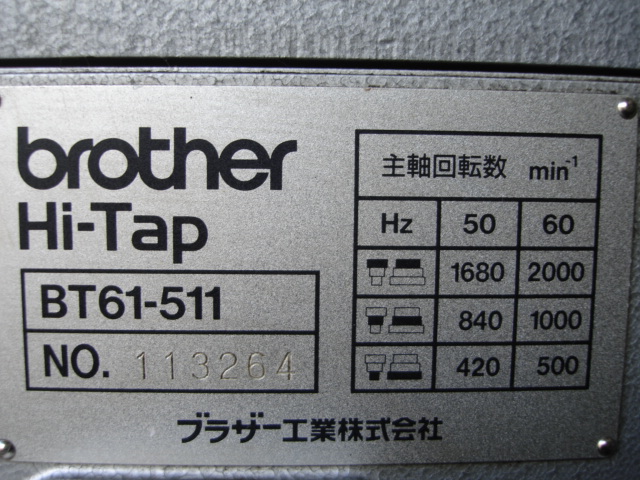 brother
Hi-Tap
BT61-511
NO. 113264
主軸回転数 min⁻¹
Hz 50 60
1680 2000
840 1000
420 500
ブラザー工業株式会社